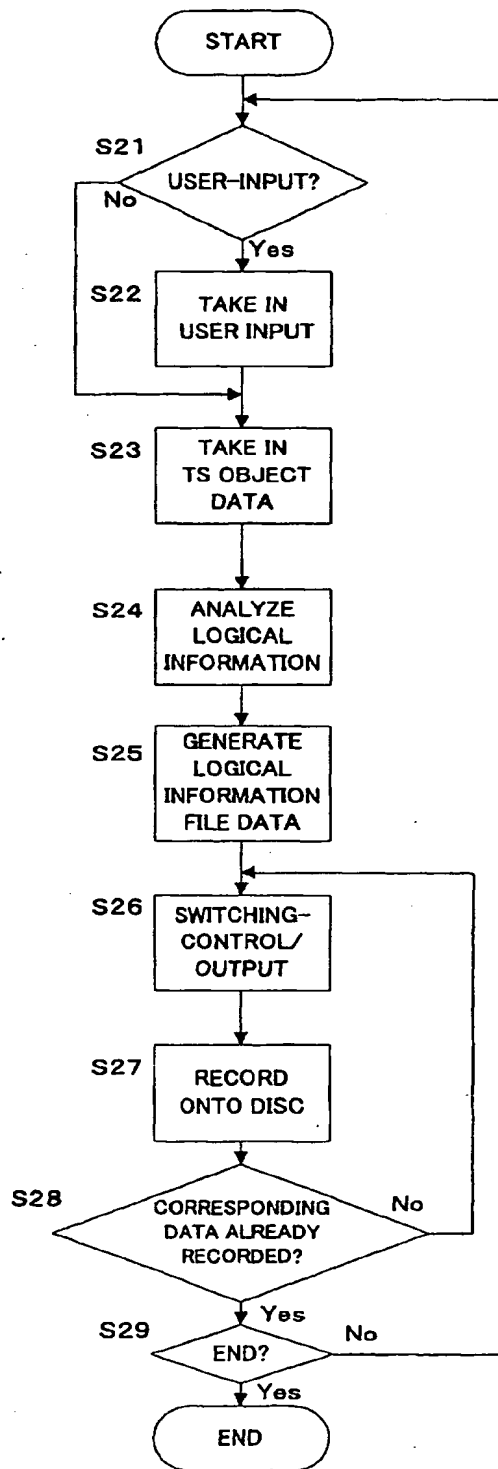 START
S21
USER-INPUT?
No
Yes
S22
TAKE IN
USER INPUT
S23
TAKE IN
TS OBJECT
DATA
S24
ANALYZE
LOGICAL
INFORMATION
S25
GENERATE
LOGICAL
INFORMATION
FILE DATA
S26
SWITCHING-
CONTROL/
OUTPUT
S27
RECORD
ONTO DISC
S28
CORRESPONDING
DATA ALREADY
RECORDED?
No
Yes
S29
END?
No
Yes
END